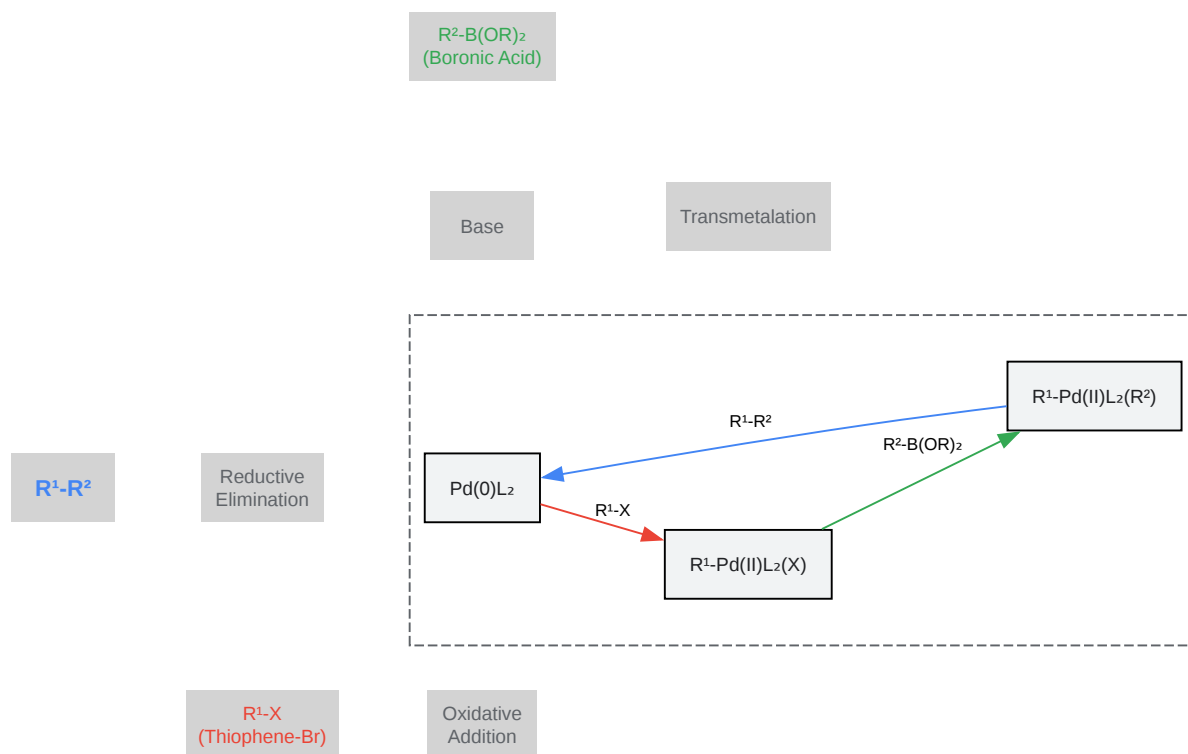 R²-B(OR)₂
(Boronic Acid)
Base
Transmetalation
R¹-Pd(II)L₂(R²)
R¹-R²
R²-B(OR)₂
R¹-R²
Reductive
Elimination
Pd(0)L₂
R¹-X
R¹-Pd(II)L₂(X)
R¹-X
(Thiophene-Br)
Oxidative
Addition